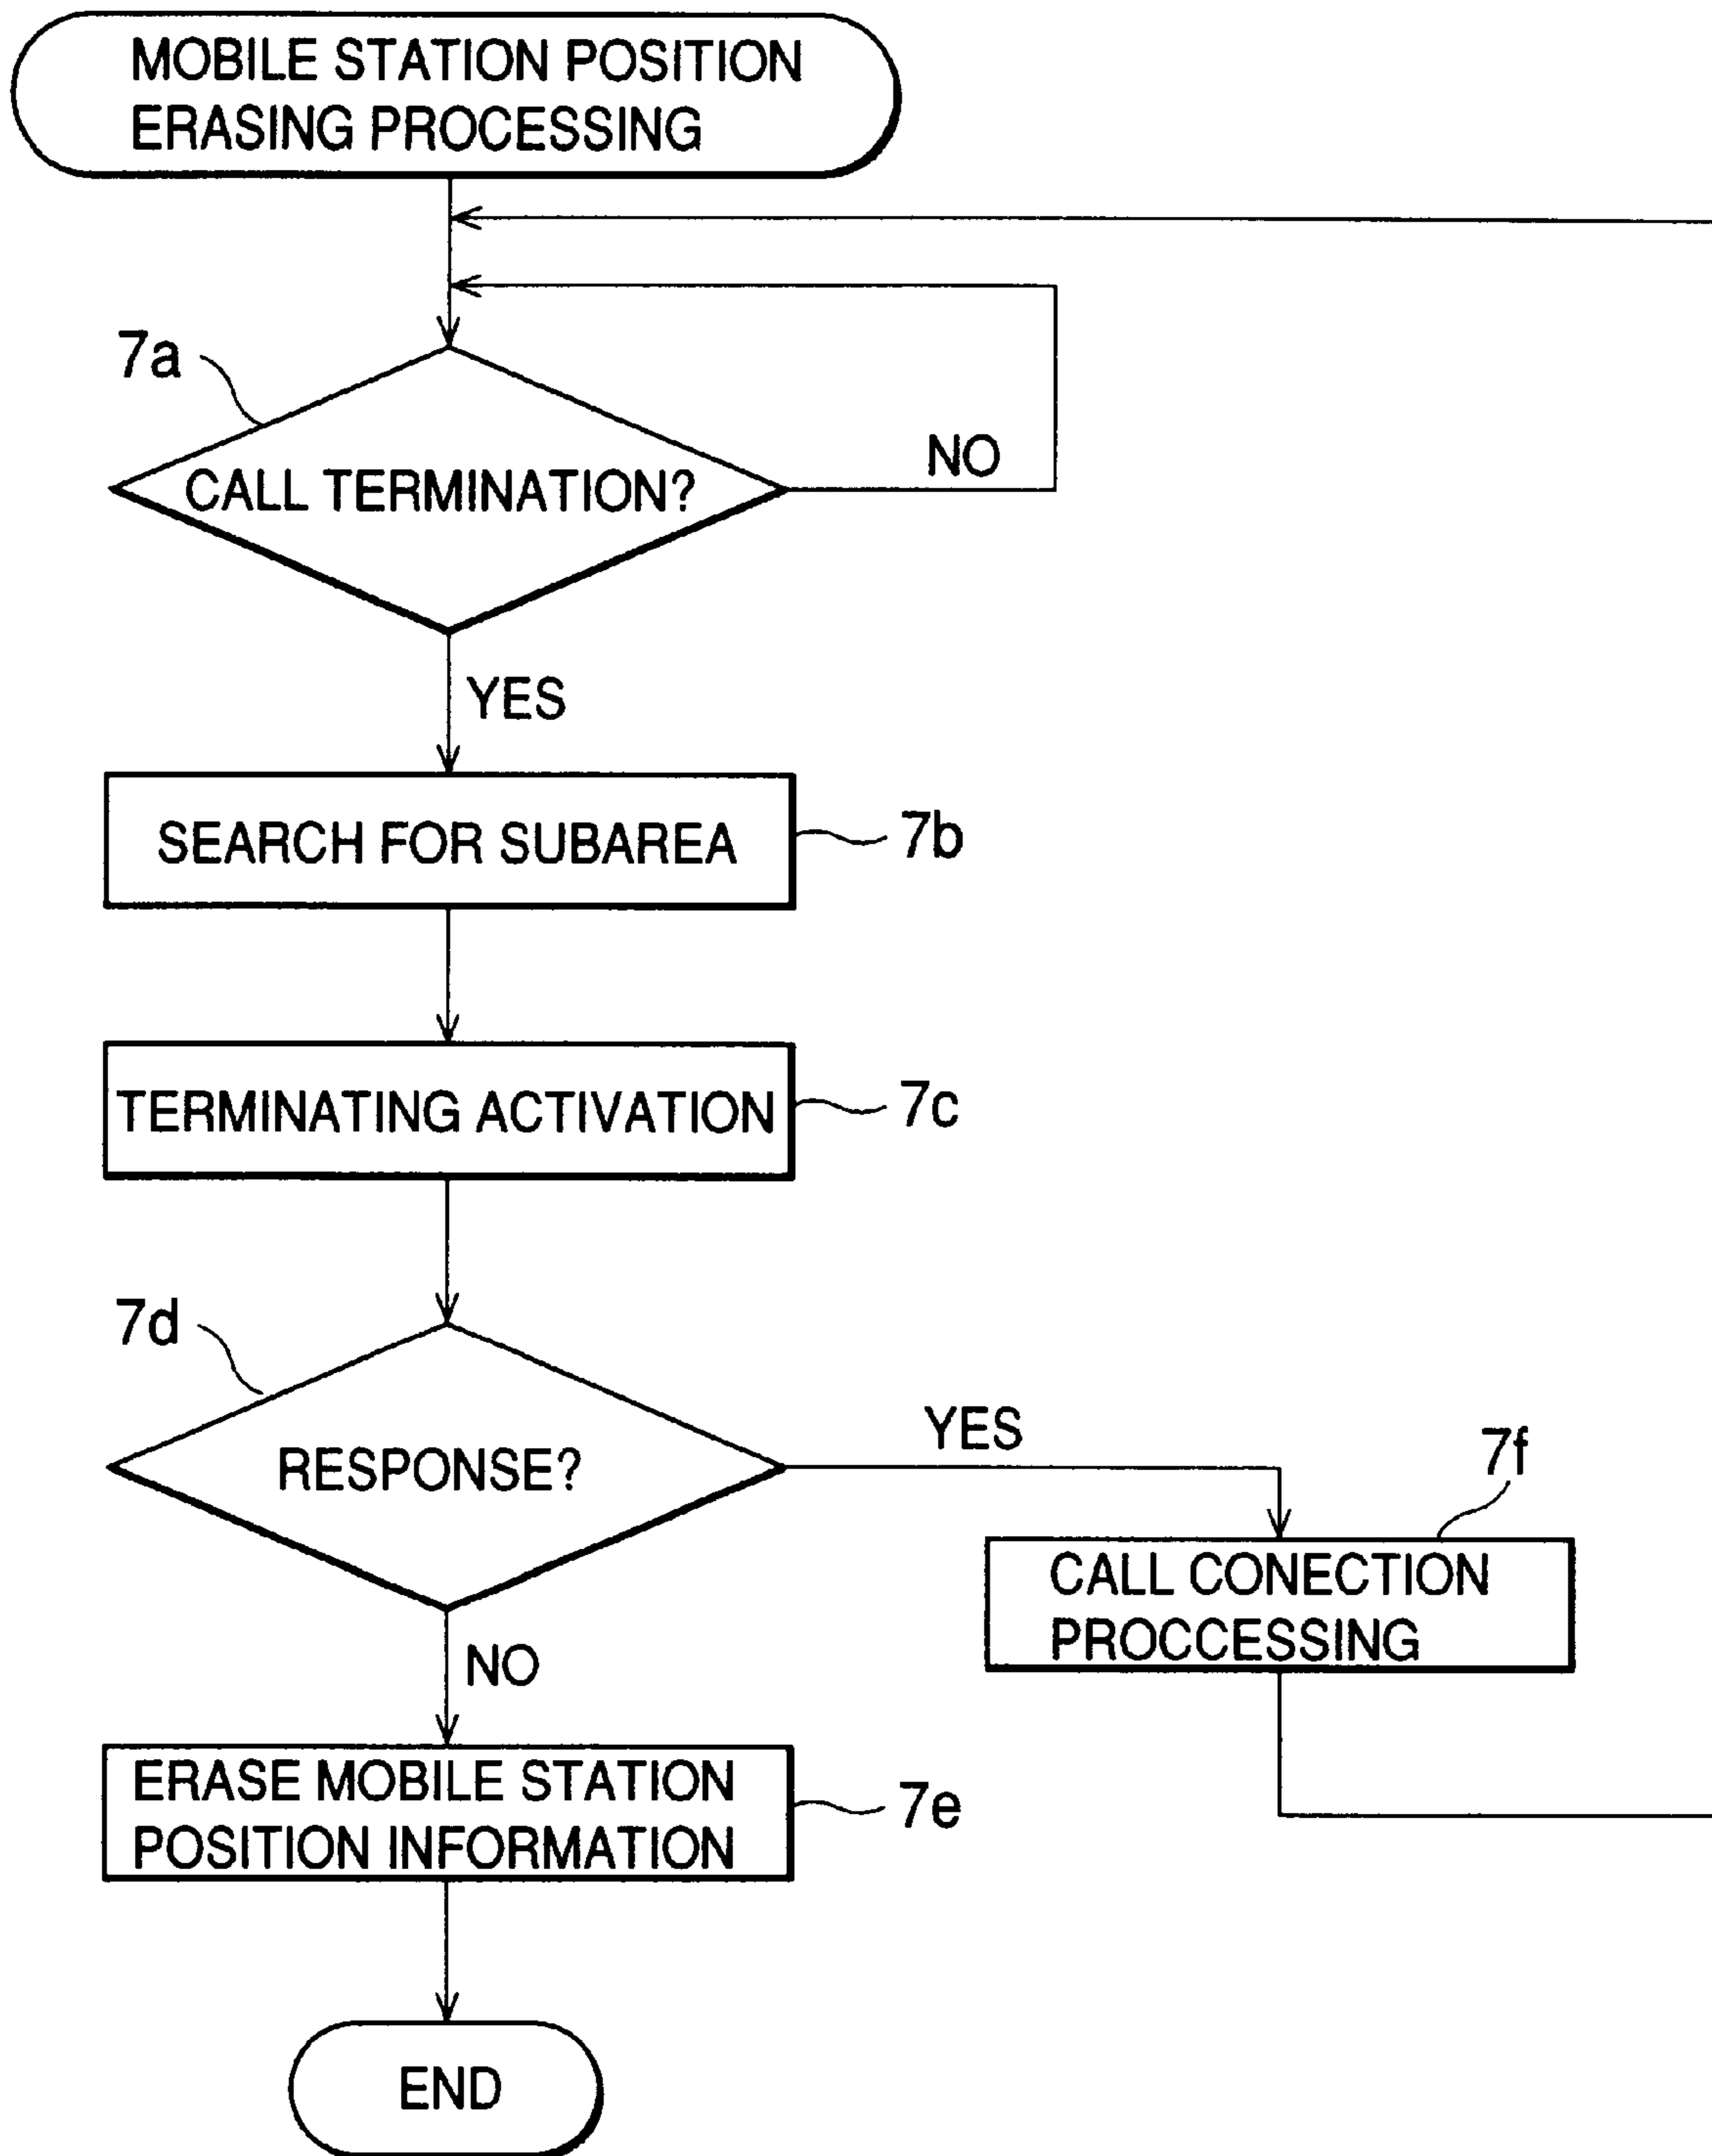 MOBILE STATION POSITION
ERASING PROCESSING
7a
NO
CALL TERMINATION?
YES
SEARCH FOR SUBAREA
7b
TERMINATING ACTIVATION
7c
7d
RESPONSE?
YES
7f
CALL CONECTION
PROCCESSING
NO
ERASE MOBILE STATION
POSITION INFORMATION
7e
END